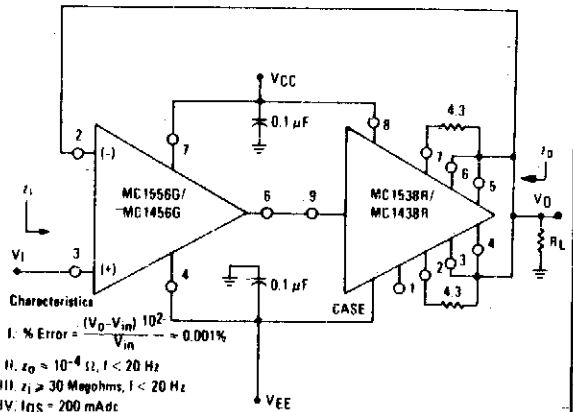 VCC
0.1 µF
4.3
2
(-)
7
8
7
6
5
zo
zi
MC1556G/
MC1456G
6
9
MC1538R/
MC1438R
VO
VI
3
(+)
4
0.1 µF
1
2
3
4
RL
CASE
4.3
Characteristics
I. % Error = (VO-Vin) 10² / Vin = 0.001%
II. zo = 10⁻⁴ Ω, f < 20 Hz
III. zi ≥ 30 Megohms, f < 20 Hz
IV. IOS = 200 mAdc
VEE